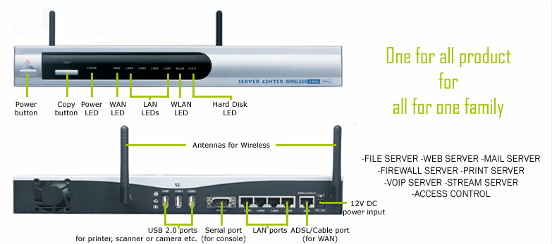 One for all product
for
all for one family
SERVER CENTER WIRELESS
Power button
Copy button
Power LED
WAN LED
LAN LEDs
WLAN LED
Hard Disk LED
Antennas for Wireless
-FILE SERVER -WEB SERVER -MAIL SERVER
-FIREWALL SERVER -PRINT SERVER
-VOIP SERVER -STREAM SERVER
-ACCESS CONTROL
USB 2.0 ports
for printer, scanner or camera etc.
Serial port
(for console)
LAN ports
ADSL/Cable port
(for WAN)
12V DC
power input